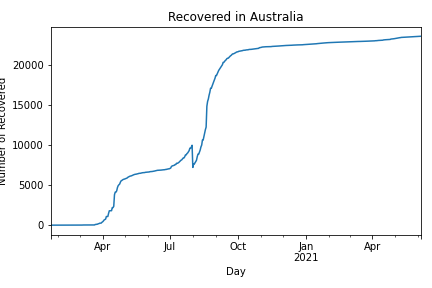 Recovered in Australia
Number of Recovered
20000
15000
10000
5000
0
Apr
Jul
Oct
Jan
2021
Apr
Day